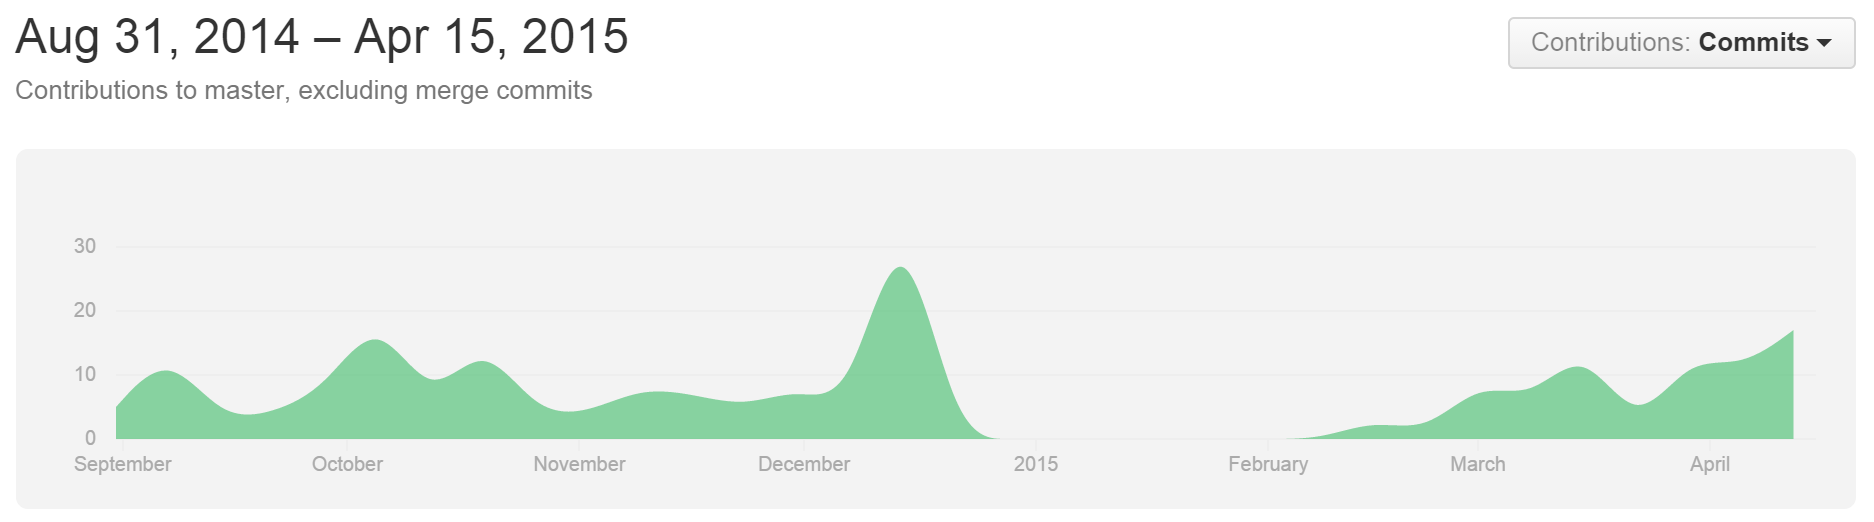 Aug 31, 2014 – Apr 15, 2015
Contributions: Commits
Contributions to master, excluding merge commits
30
20
10
0
September October November December 2015 February March April